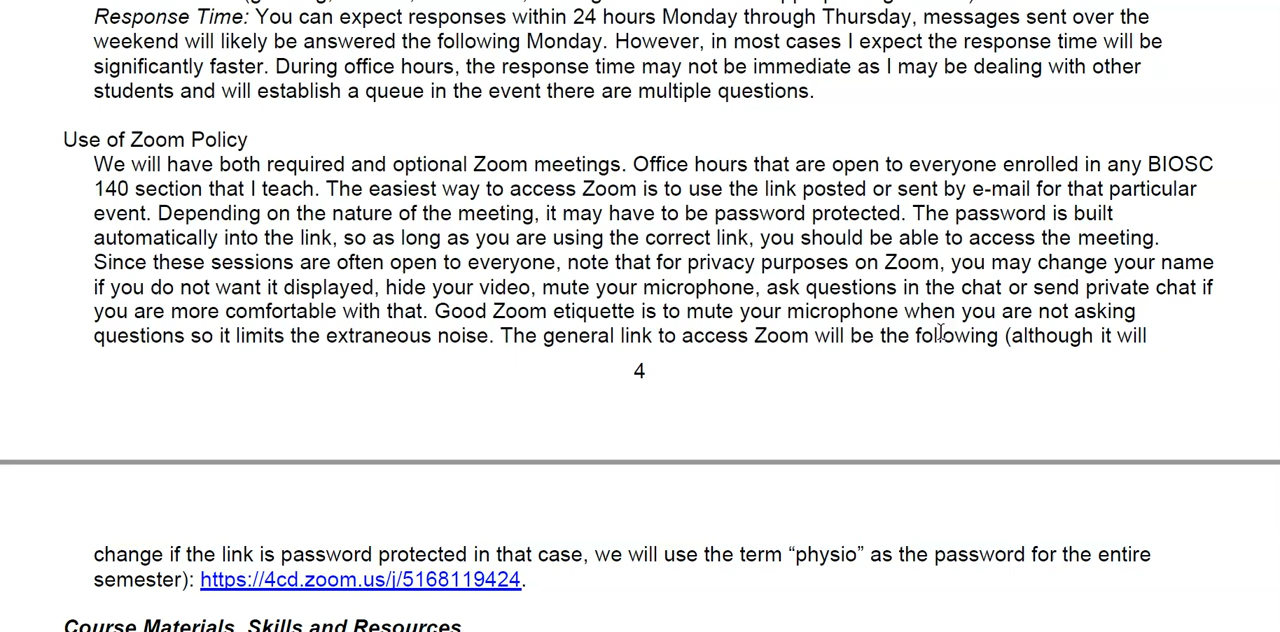 Response Time: You can expect responses within 24 hours Monday through Thursday, messages sent over the
weekend will likely be answered the following Monday. However, in most cases I expect the response time will be
significantly faster. During office hours, the response time may not be immediate as I may be dealing with other
students and will establish a queue in the event there are multiple questions.
Use of Zoom Policy
We will have both required and optional Zoom meetings. Office hours that are open to everyone enrolled in any BIOSC
140 section that I teach. The easiest way to access Zoom is to use the link posted or sent by e-mail for that particular
event. Depending on the nature of the meeting, it may have to be password protected. The password is built
automatically into the link, so as long as you are using the correct link, you should be able to access the meeting.
Since these sessions are often open to everyone, note that for privacy purposes on Zoom, you may change your name
if you do not want it displayed, hide your video, mute your microphone, ask questions in the chat or send private chat if
you are more comfortable with that. Good Zoom etiquette is to mute your microphone when you are not asking
questions so it limits the extraneous noise. The general link to access Zoom will be the following (although it will
4
change if the link is password protected in that case, we will use the term “physio” as the password for the entire
semester): https://4cd.zoom.us/j/5168119424.
Course Materials, Skills and Resources